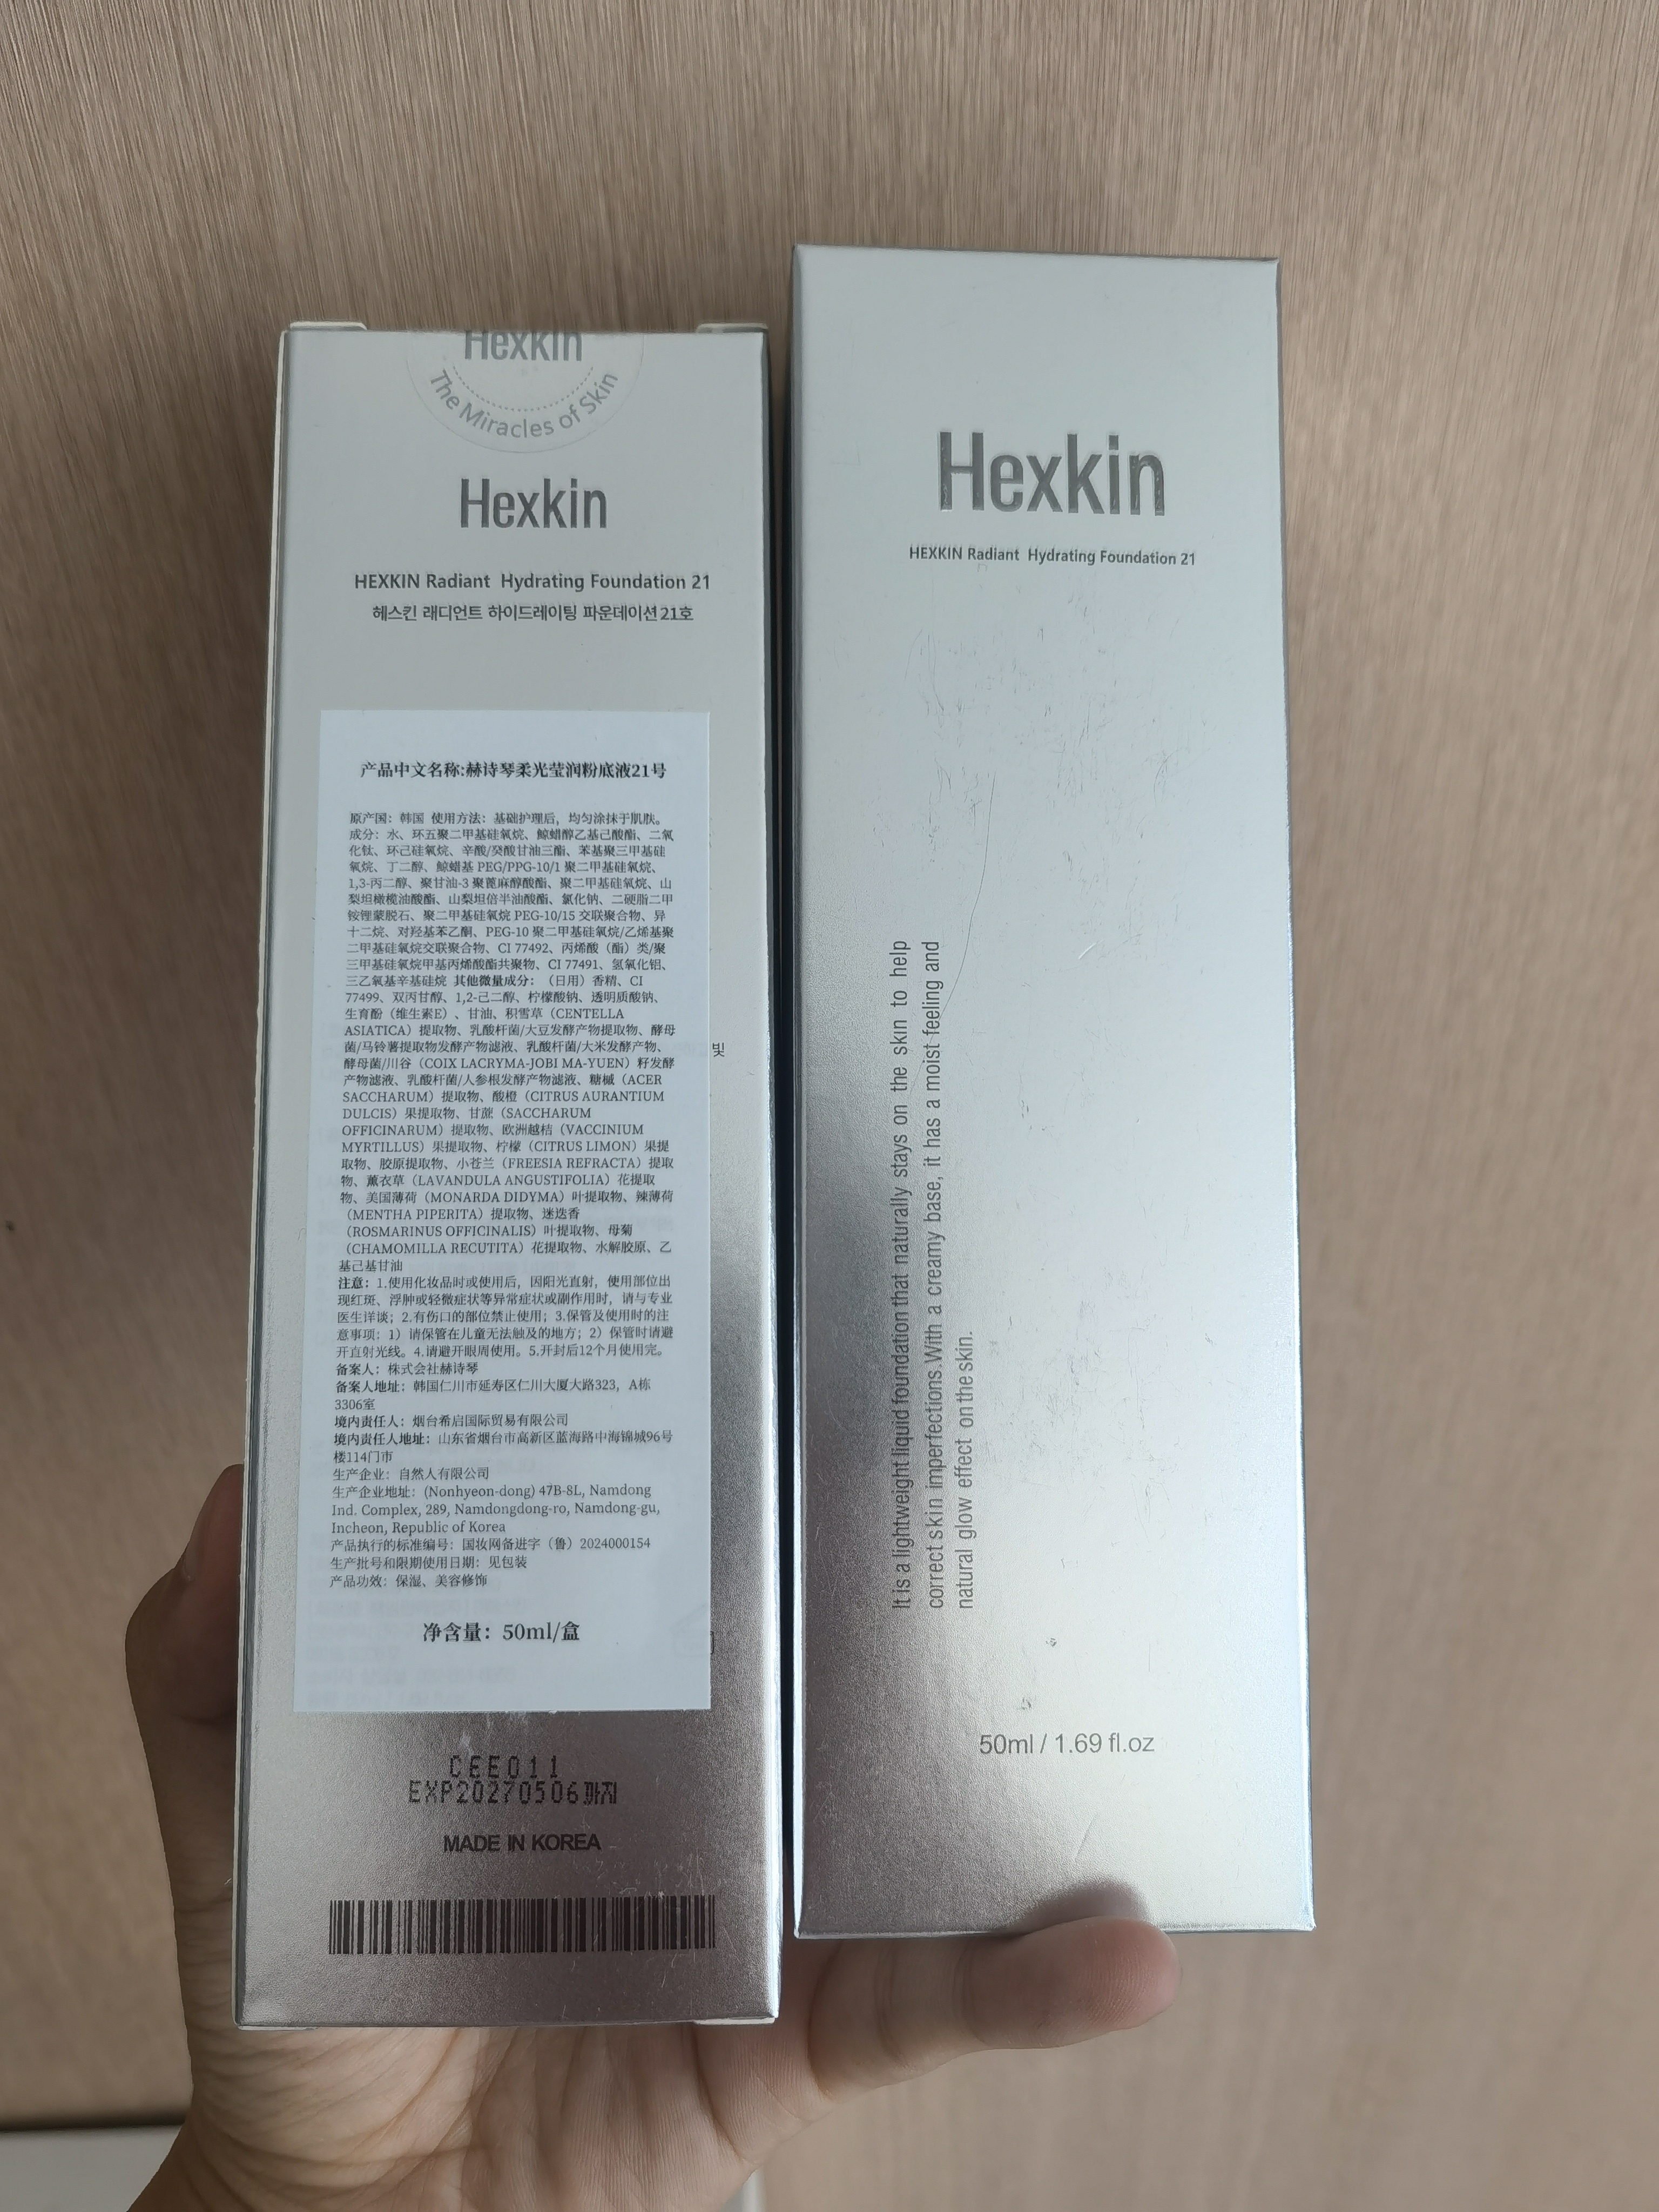 Hexkin
The Miracles of Skin
Hexkin
HEXKIN Radiant Hydrating Foundation 21
헤스킨 래디언트 하이드레이팅 파운데이션 21호
产品中文名称:赫诗琴柔光莹润粉底液21号
原产国：韩国 使用方法：基础护理后，均匀涂抹于肌肤。
成分：水、环五聚二甲基硅氧烷、鲸蜡醇乙基己酸酯、二氧
化钛、环己硅氧烷、辛酸/癸酸甘油三酯、苯基聚三甲基硅
氧烷、丁二醇、鲸蜡基 PEG/PPG-10/1 聚二甲基硅氧烷、
1,3-丙二醇、聚甘油-3 聚蓖麻醇酸酯、聚二甲基硅氧烷、山
梨坦橄榄油酸酯、山梨坦倍半油酸酯、氯化钠、二硬脂二甲
铵锂蒙脱石、聚二甲基硅氧烷 PEG-10/15 交联聚合物、异
十二烷、对羟基苯乙酮、PEG-10 聚二甲基硅氧烷/乙烯基聚
二甲基硅氧烷交联聚合物、CI 77492、丙烯酸（酯）类/聚
三甲基硅氧烷甲基丙烯酸酯共聚物、CI 77491、氢氧化铝、
三乙氧基辛基硅烷 其他微量成分：（日用）香精、CI
77499、双丙甘醇、1,2-己二醇、柠檬酸钠、透明质酸钠、
生育酚（维生素E）、甘油、积雪草（CENTELLA
ASIATICA）提取物、乳酸杆菌/大豆发酵产物提取物、酵母
菌/马铃薯提取物发酵产物滤液、乳酸杆菌/大米发酵产物、
빛
酵母菌/川谷（COIX LACRYMA-JOBI MA-YUEN）籽发酵
产物滤液、乳酸杆菌/人参根发酵产物滤液、糖槭（ACER
SACCHARUM）提取物、酸橙（CITRUS AURANTIUM
DULCIS）果提取物、甘蔗（SACCHARUM
OFFICINARUM）提取物、欧洲越桔（VACCINIUM
MYRTILLUS）果提取物、柠檬（CITRUS LIMON）果提
取物、胶原提取物、小苍兰（FREESIA REFRACTA）提取
物、薰衣草（LAVANDULA ANGUSTIFOLIA）花提取
物、美国薄荷（MONARDA DIDYMA）叶提取物、辣薄荷
（MENTHA PIPERITA）提取物、迷迭香
（ROSMARINUS OFFICINALIS）叶提取物、母菊
（CHAMOMILLA RECUTITA）花提取物、水解胶原、乙
基己基甘油
注意：1.使用化妆品时或使用后，因阳光直射，使用部位出
现红斑、浮肿或轻微症状等异常症状或副作用时，请与专业
医生详谈；2.有伤口的部位禁止使用；3.保管及使用时的注
意事项：1）请保管在儿童无法触及的地方；2）保管时请避
开直射光线。4.请避开眼周使用。5.开封后12个月使用完。
备案人：株式会社赫诗琴
备案人地址：韩国仁川市延寿区仁川大厦大路323，A栋
3306室
境内责任人：烟台希启国际贸易有限公司
境内责任人地址：山东省烟台市高新区蓝海路中海锦城96号
楼114门市
生产企业：自然人有限公司
生产企业地址：(Nonhyeon-dong) 47B-8L, Namdong
Ind. Complex, 289, Namdongdong-ro, Namdong-gu,
Incheon, Republic of Korea
产品执行的标准编号：国妆网备进字（鲁）2024000154
生产批号和限期使用日期：见包装
产品功效：保湿、美容修饰
净含量：50ml/盒
CEE011
EXP20270506까지
MADE IN KOREA
Hexkin
HEXKIN Radiant Hydrating Foundation 21
It is a lightweight liquid foundation that naturally stays on the skin to help
correct skin imperfections.With a creamy base, it has a moist feeling and
natural glow effect on the skin.
50ml / 1.69 fl.oz